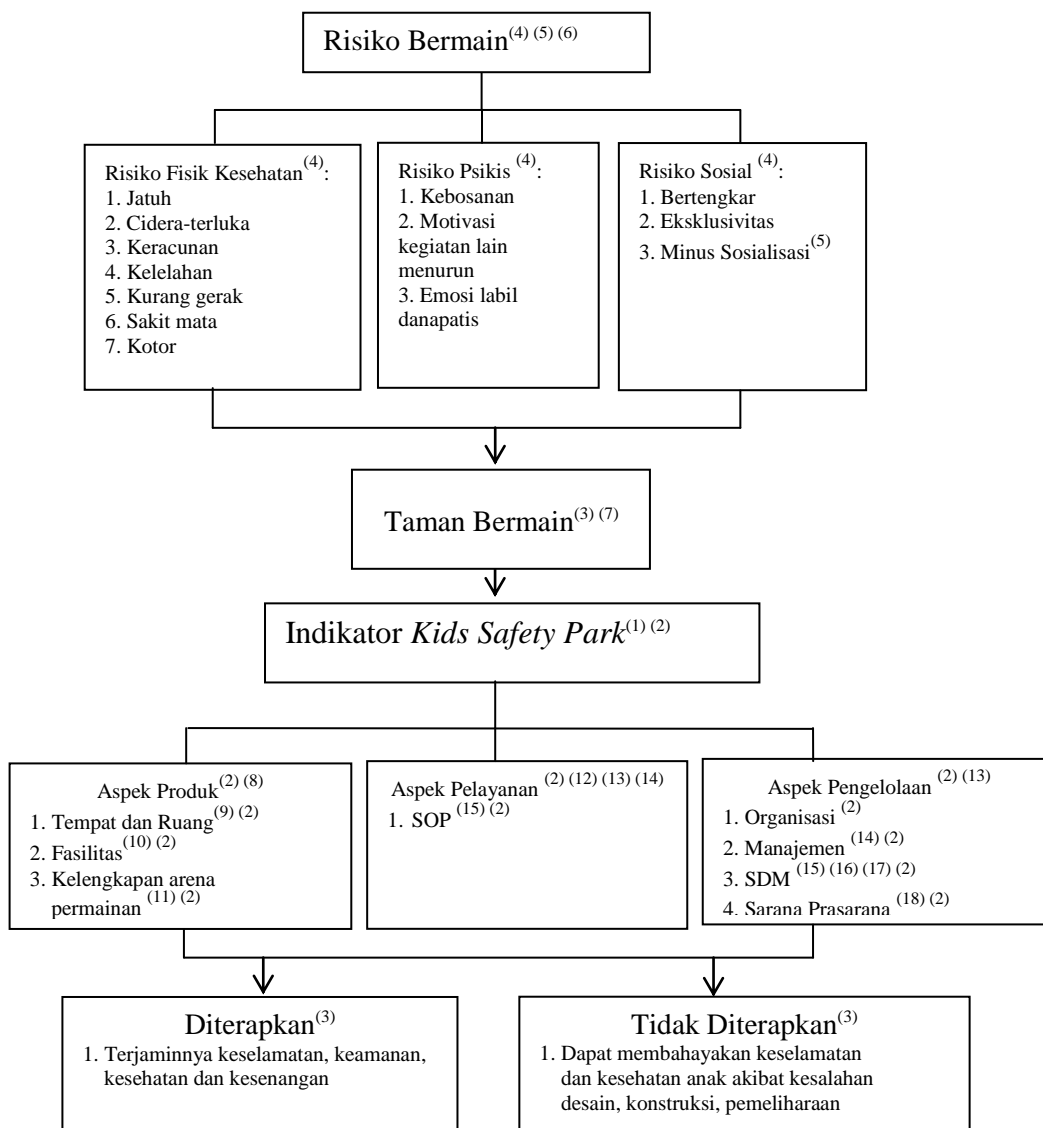 Risiko Bermain(4) (5) (6)
Risiko Fisik Kesehatan(4):
1. Jatuh
2. Cidera-terluka
3. Keracunan
4. Kelelahan
5. Kurang gerak
6. Sakit mata
7. Kotor
Risiko Psikis (4):
1. Kebosanan
2. Motivasi
kegiatan lain
menurun
3. Emosi labil
danapatis
Risiko Sosial (4):
1. Bertengkar
2. Eksklusivitas
3. Minus Sosialisasi(5)
Taman Bermain(3) (7)
Indikator Kids Safety Park(1) (2)
Aspek Produk(2) (8)
1. Tempat dan Ruang(9) (2)
2. Fasilitas(10) (2)
3. Kelengkapan arena
permainan (11) (2)
Aspek Pelayanan (2) (12) (13) (14)
1. SOP (15) (2)
Aspek Pengelolaan (2) (13)
1. Organisasi (2)
2. Manajemen (14) (2)
3. SDM (15) (16) (17) (2)
4. Sarana Prasarana (18) (2)
Diterapkan(3)
1. Terjaminnya keselamatan, keamanan,
kesehatan dan kesenangan
Tidak Diterapkan(3)
1. Dapat membahayakan keselamatan
dan kesehatan anak akibat kesalahan
desain, konstruksi, pemeliharaan